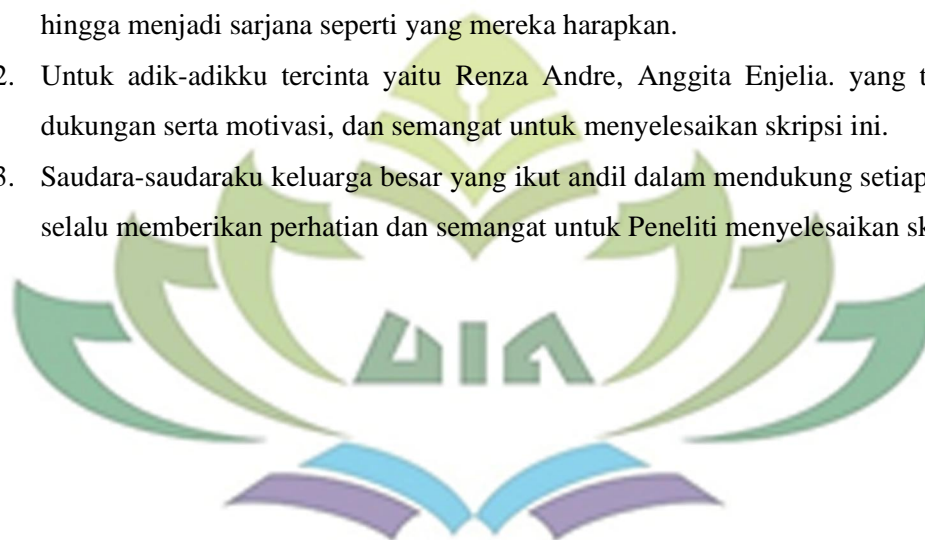 hingga menjadi sarjana seperti yang mereka harapkan.
2. Untuk adik-adikku tercinta yaitu Renza Andre, Anggita Enjelia. yang
dukungan serta motivasi, dan semangat untuk menyelesaikan skripsi ini.
3. Saudara-saudaraku keluarga besar yang ikut andil dalam mendukung setiap
selalu memberikan perhatian dan semangat untuk Peneliti menyelesaikan
UIN